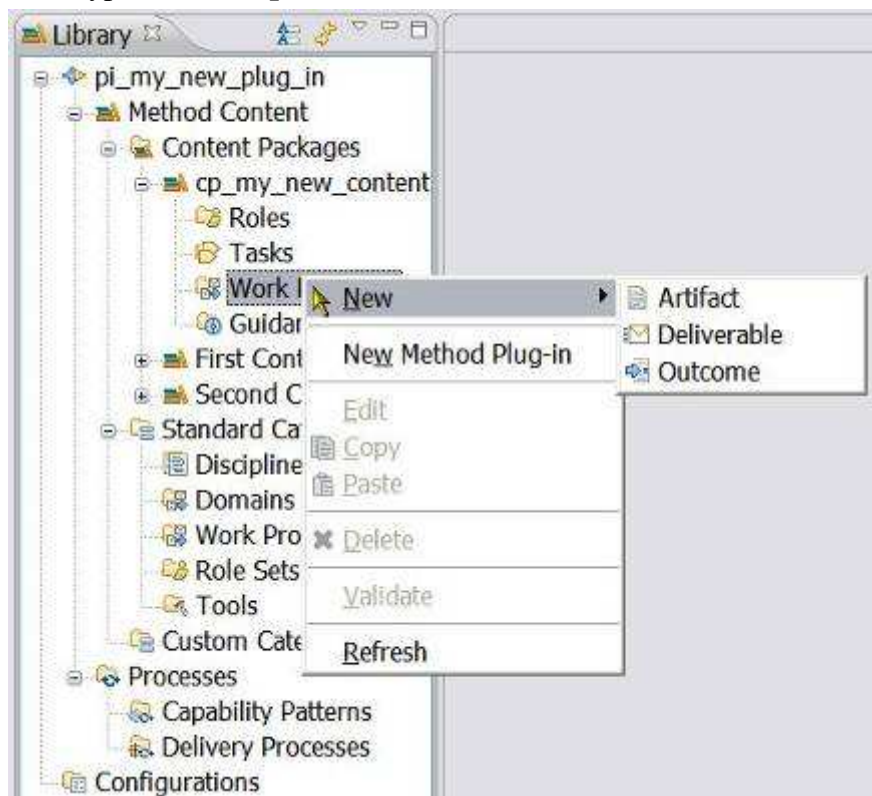 Library
pi_my_new_plug_in
Method Content
Content Packages
cp_my_new_content
Roles
Tasks
Work
Guidan
First Cont
Second C
Standard Ca
Discipline
Domains
Work Pro
Role Sets
Tools
Custom Cate
Processes
Capability Patterns
Delivery Processes
Configurations
New
New Method Plug-in
Edit
Copy
Paste
Delete
Validate
Refresh
Artifact
Deliverable
Outcome